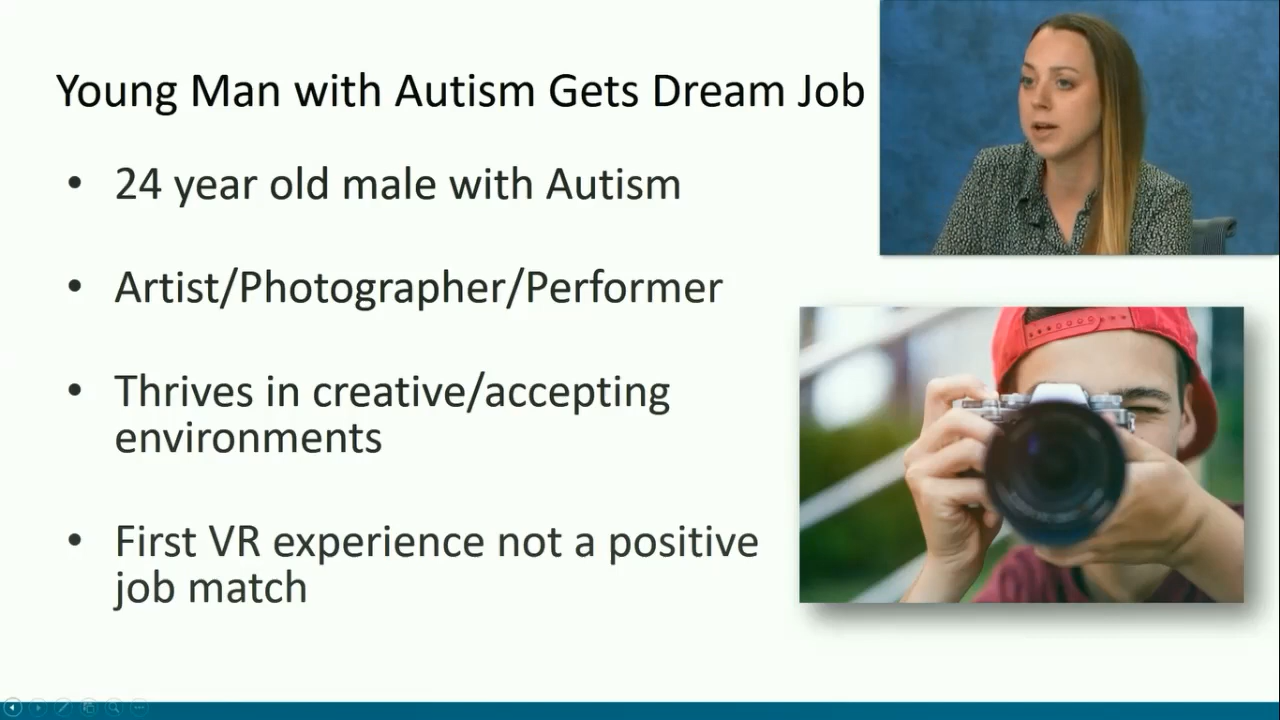 Young Man with Autism Gets Dream Job
• 24 year old male with Autism
• Artist/Photographer/Performer
• Thrives in creative/accepting
environments
• First VR experience not a positive
job match